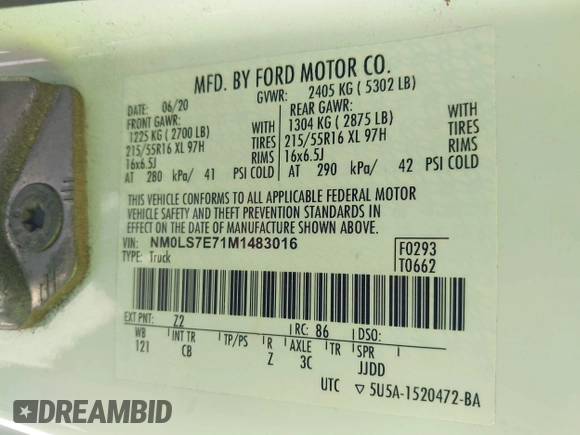 MFD. BY FORD MOTOR CO.
DATE: 06/20 GVWR: 2405 KG ( 5302 LB)
FRONT GAWR: REAR GAWR:
1225 KG ( 2700 LB) WITH 1304 KG ( 2875 LB) WITH
215/55R16 XL 97H TIRES 215/55R16 XL 97H TIRES
16x6.5J RIMS 16x6.5J RIMS
AT 280 kPa/ 41 PSI COLD AT 290 kPa/ 42 PSI COLD
THIS VEHICLE CONFORMS TO ALL APPLICABLE FEDERAL MOTOR
VEHICLE SAFETY AND THEFT PREVENTION STANDARDS IN
EFFECT ON THE DATE OF MANUFACTURE SHOWN ABOVE.
VIN: NM0LS7E71M1483016 F0293
TYPE: Truck T0662
EXT PNT: Z2 RC: 86 DSO:
WB INT TR TP/PS R AXLE TR SPR
121 CB Z 3C JJDD
UTC ▽ 5U5A-1520472-BA
DREAMBID